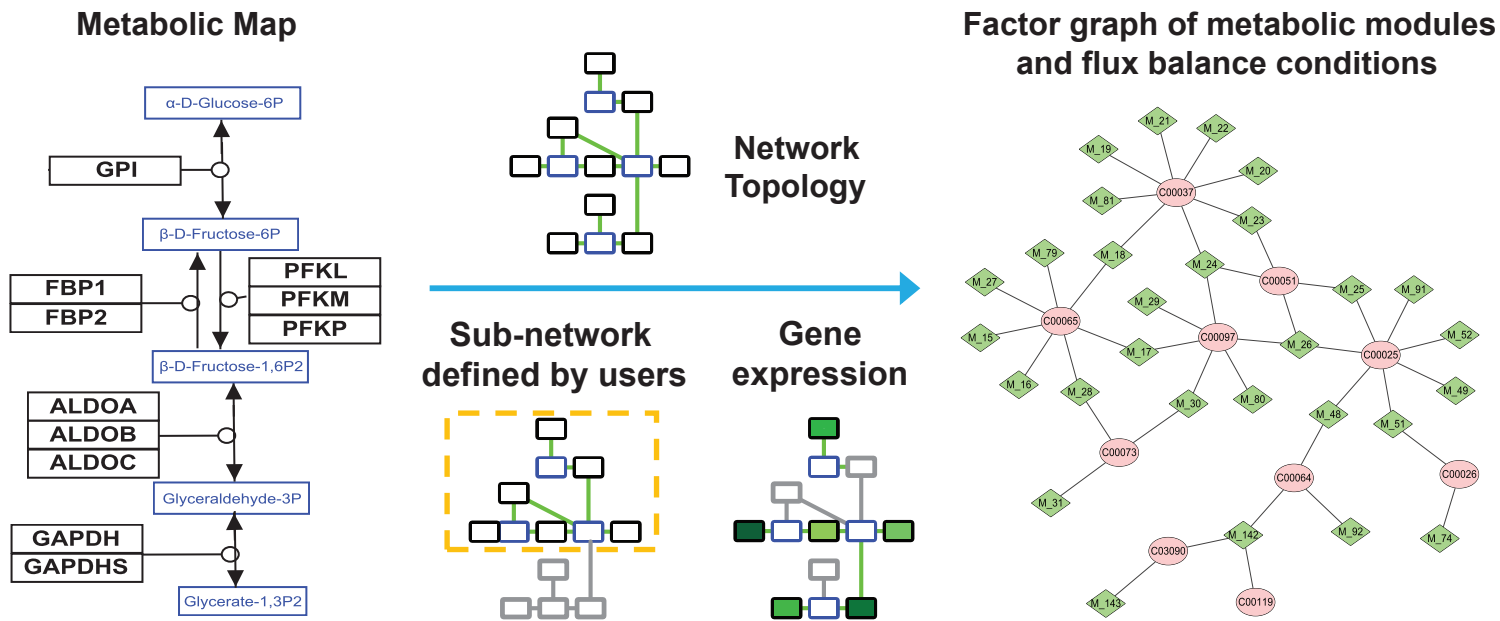 Metabolic Map
α-D-Glucose-6P
GPI
β-D-Fructose-6P
FBP1
FBP2
PFKL
PFKM
PFKP
β-D-Fructose-1,6P2
ALDOA
ALDOB
ALDOC
Glyceraldehyde-3P
GAPDH
GAPDHS
Glycerate-1,3P2
Network
Topology
Sub-network
defined by users
Gene
expression
Factor graph of metabolic modules
and flux balance conditions
M_21
M_22
M_19
M_20
C00037
M_81
M_23
M_79
M_18
M_24
M_27
C00051
M_25
M_91
M_29
C00065
M_15
C00097
M_52
M_17
M_26
C00025
M_16
M_28
M_30
M_80
M_49
M_48
M_51
C00073
C00064
C00026
M_31
M_142
M_92
M_74
C03090
M_143
C00119